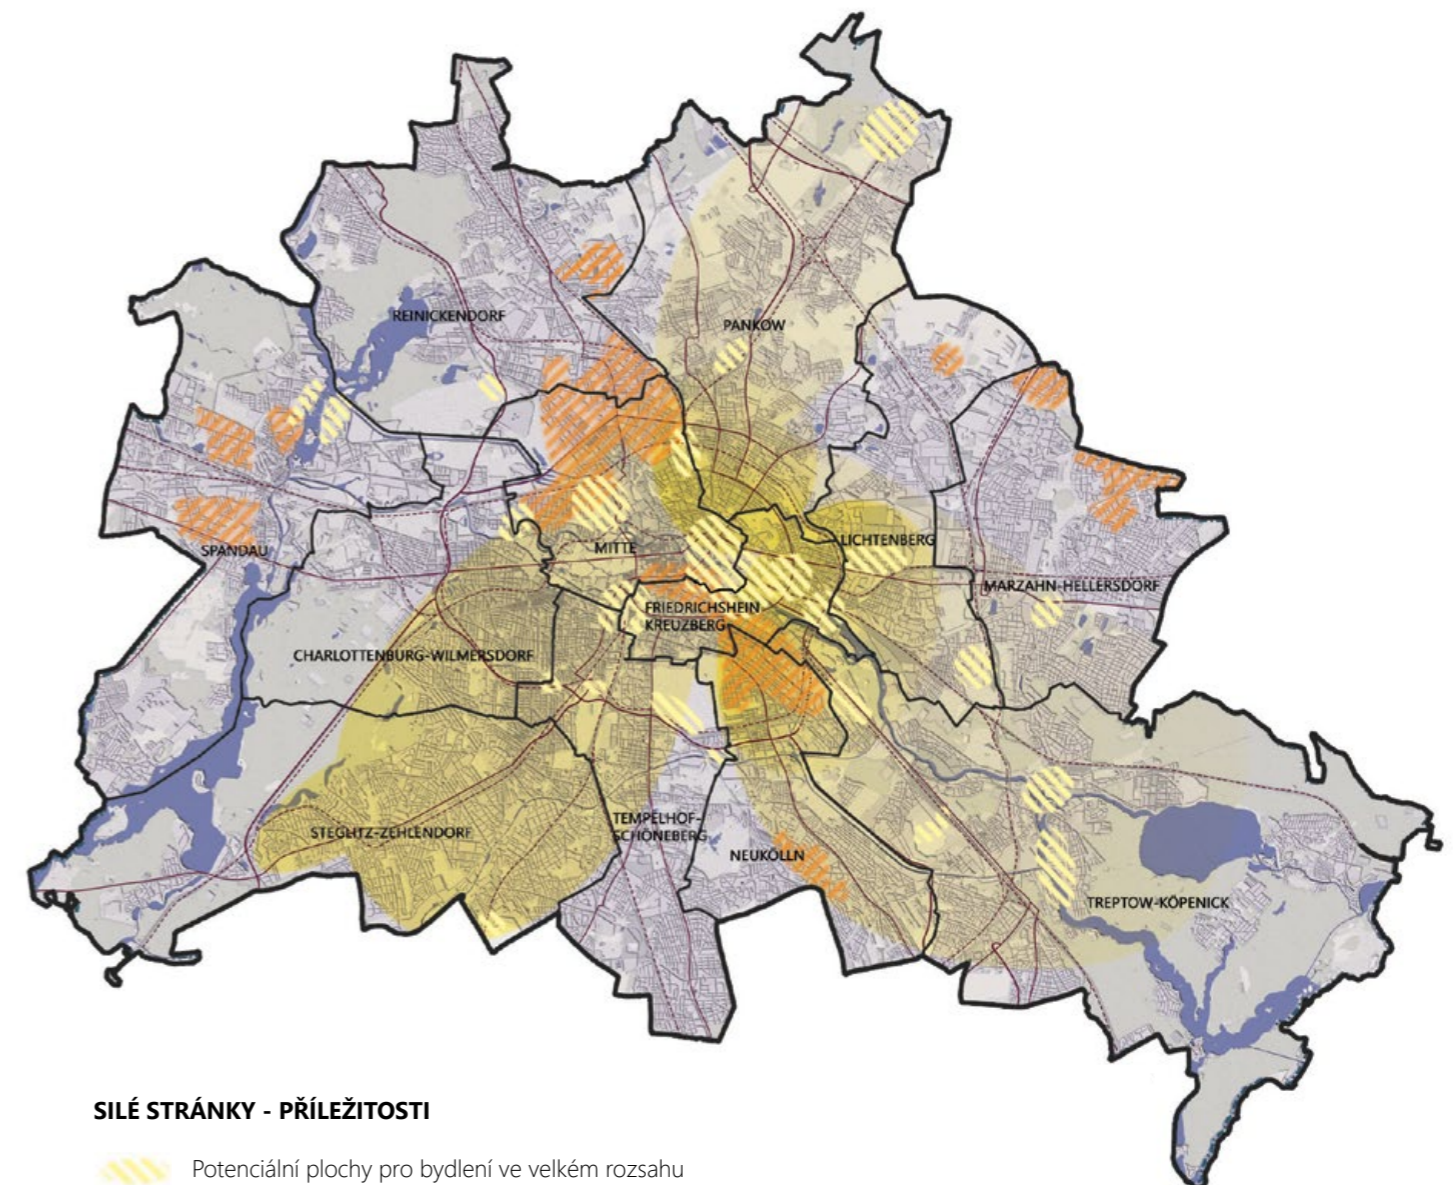 REINICKENDORF
PANKOW
SPANDAU
MITTE
LICHTENBERG
MARZAHN-HELLERSDORF
FRIEDRICHSHEIN
KREUZBERG
CHARLOTTENBURG-WILMERSDORF
STEGLITZ-ZEHLENDORF
TEMPELHOF-
SCHÖNEBERG
NEUKÖLLN
TREPTOW-KÖPENICK
SILÉ STRÁNKY - PŘÍLEŽITOSTI
Potenciální plochy pro bydlení ve velkém rozsahu